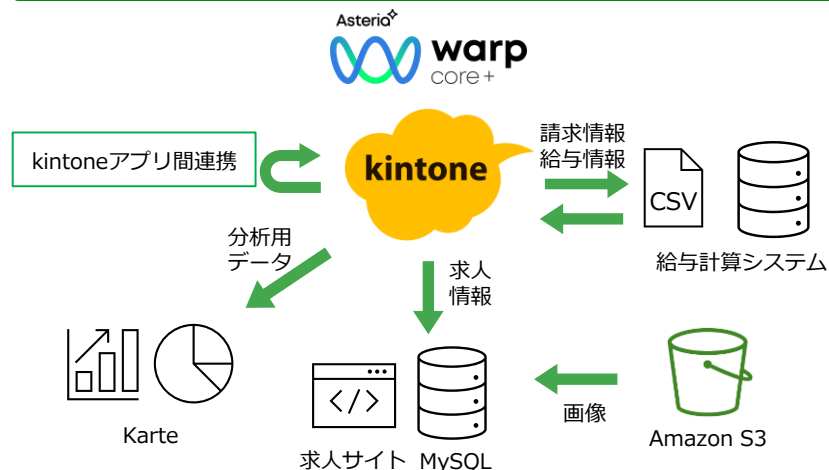 Asteria
warp
core+
kintoneアプリ間連携
kintone
請求情報
給与情報
CSV
給与計算システム
分析用
データ
求人
情報
Karte
</>
求人サイト MySQL
画像
Amazon S3